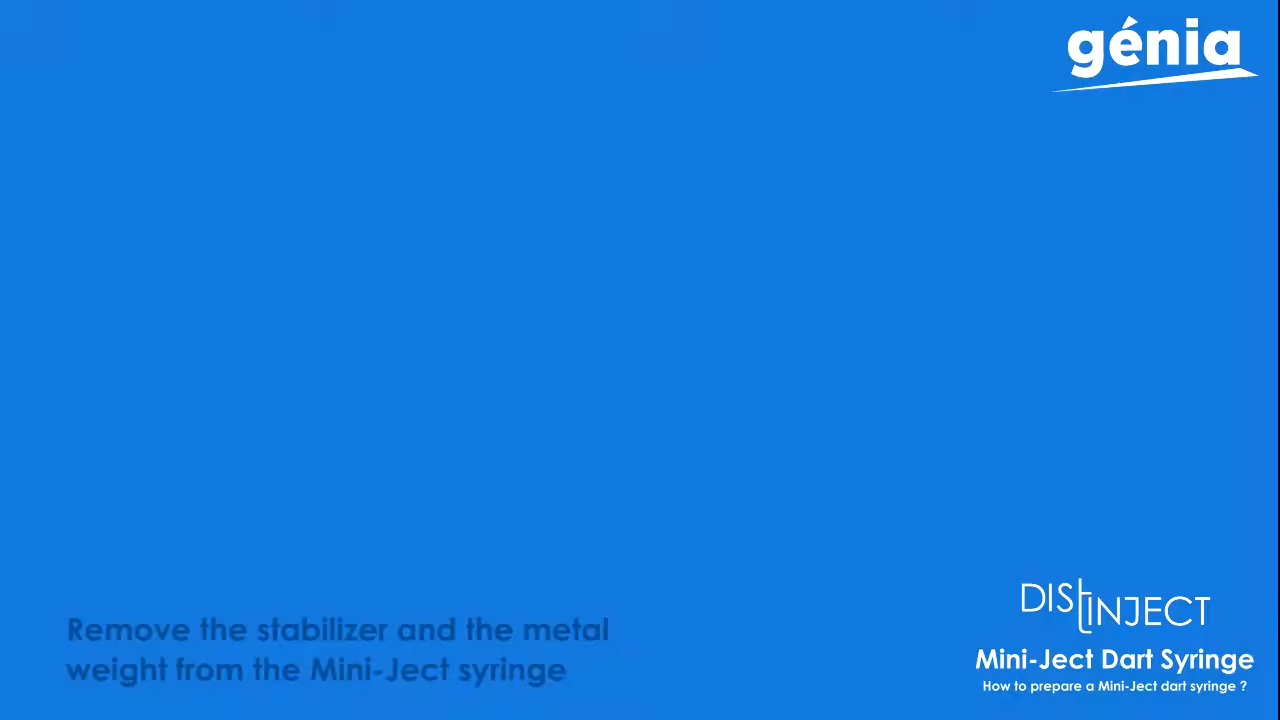 génia
Remove the stabilizer and the metal
weight from the Mini-Ject syringe
DISTINJECT
Mini-Ject Dart Syringe
How to prepare a Mini-Ject dart syringe ?